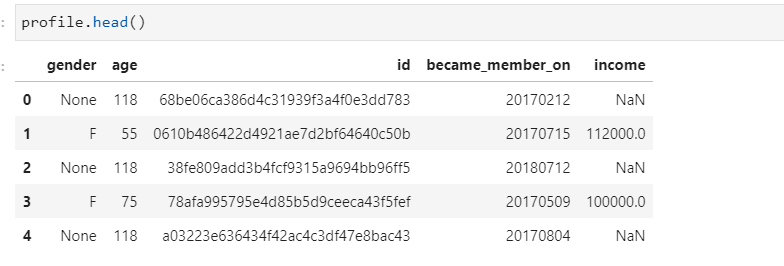 : profile.head()
:
gender age id became_member_on income
0 None 118 68be06ca386d4c31939f3a4f0e3dd783 20170212 NaN
1 F 55 0610b486422d4921ae7d2bf64640c50b 20170715 112000.0
2 None 118 38fe809add3b4fcf9315a9694bb96ff5 20180712 NaN
3 F 75 78afa995795e4d85b5d9ceeca43f5fef 20170509 100000.0
4 None 118 a03223e636434f42ac4c3df47e8bac43 20170804 NaN